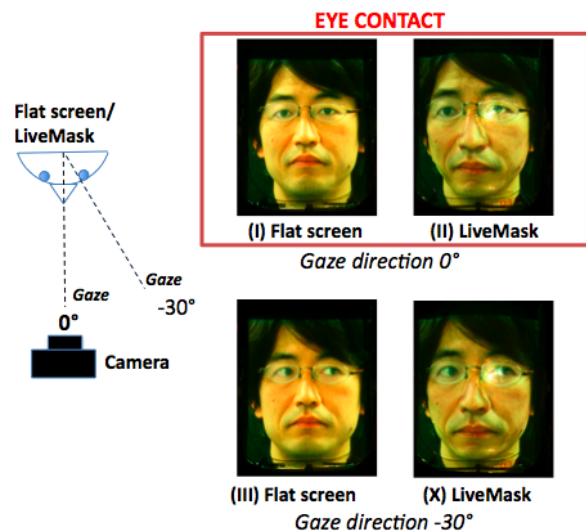 EYE CONTACT
Flat screen/
LiveMask
(I) Flat screen
(II) LiveMask
Gaze direction 0°
Gaze
-30°
Gaze
0°
Camera
(III) Flat screen
(X) LiveMask
Gaze direction -30°